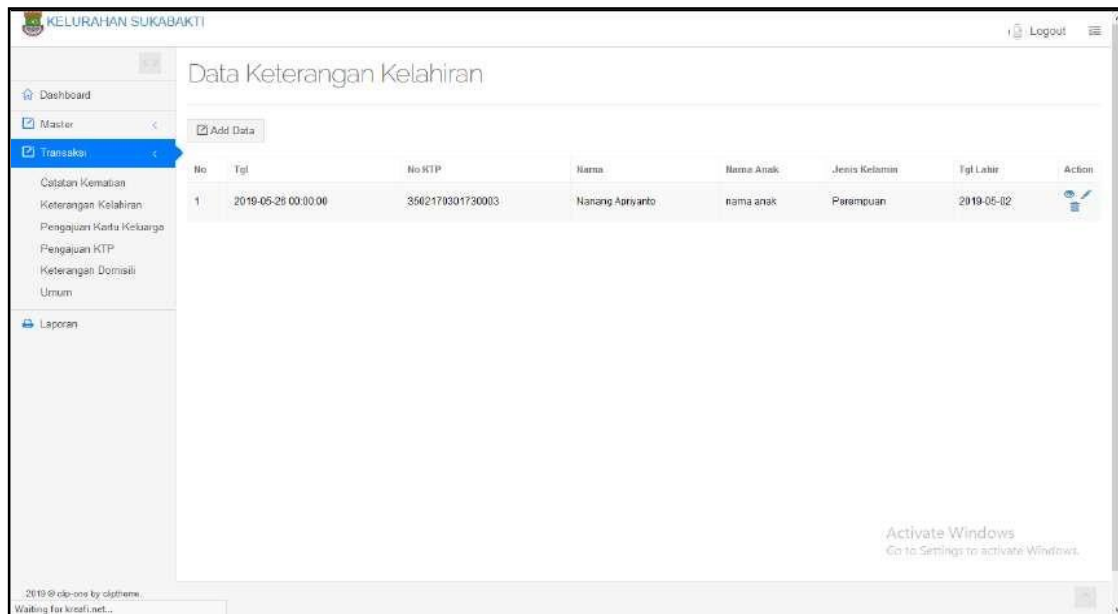 KELURAHAN SUKABAKTI
Logout
Dashboard
Master
Transaksi
Catatan Kematian
Keterangan Kelahiran
Pengajuan Kartu Keluarga
Pengajuan KTP
Keterangan Domisili
Umum
Laporan
Data Keterangan Kelahiran
Add Data
No Tgl No KTP Nama Nama Anak Jenis Kelamin Tgl Lahir Action
1 2019-05-26 00:00:00 3502170301730003 Nanang Apriyanto nama anak Perempuan 2019-05-02
Activate Windows
Go to Settings to activate Windows.
2019 © clip-one by cliptheme.
Waiting for kreafi.net...